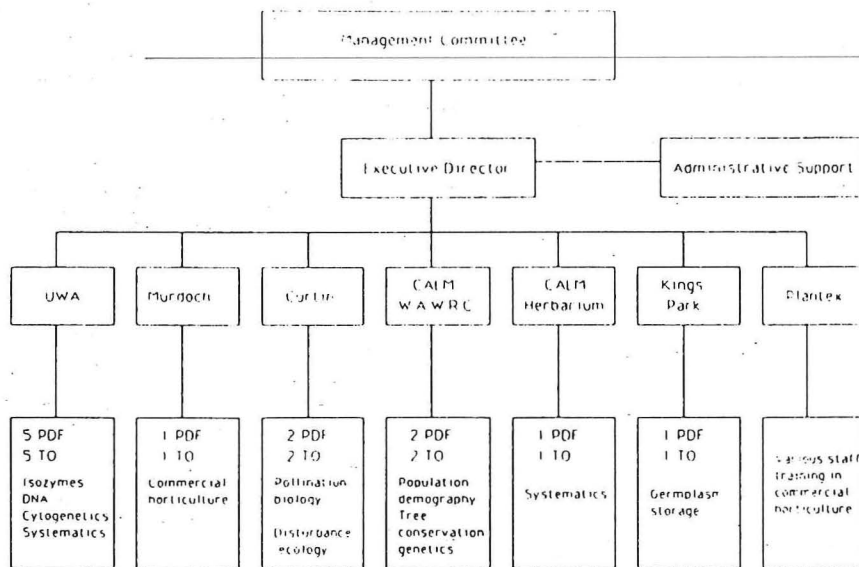 Management Committee
Executive Director
Administrative Support
UWA
Murdoch
Curtin
CALM
W A W R C
CALM
Herbarium
Kings
Park
Plantex
5 PDF
5 TO
Isozymes
DNA
Cytogenetics
Systematics
1 PDF
1 TO
Commercial
horticulture
2 PDF
2 TO
Pollination
biology
Disturbance
ecology
2 PDF
2 TO
Population
demography
Tree
conservation
genetics
1 PDF
1 TO
Systematics
1 PDF
1 TO
Germplasm
storage
Various staff
training in
commercial
horticulture